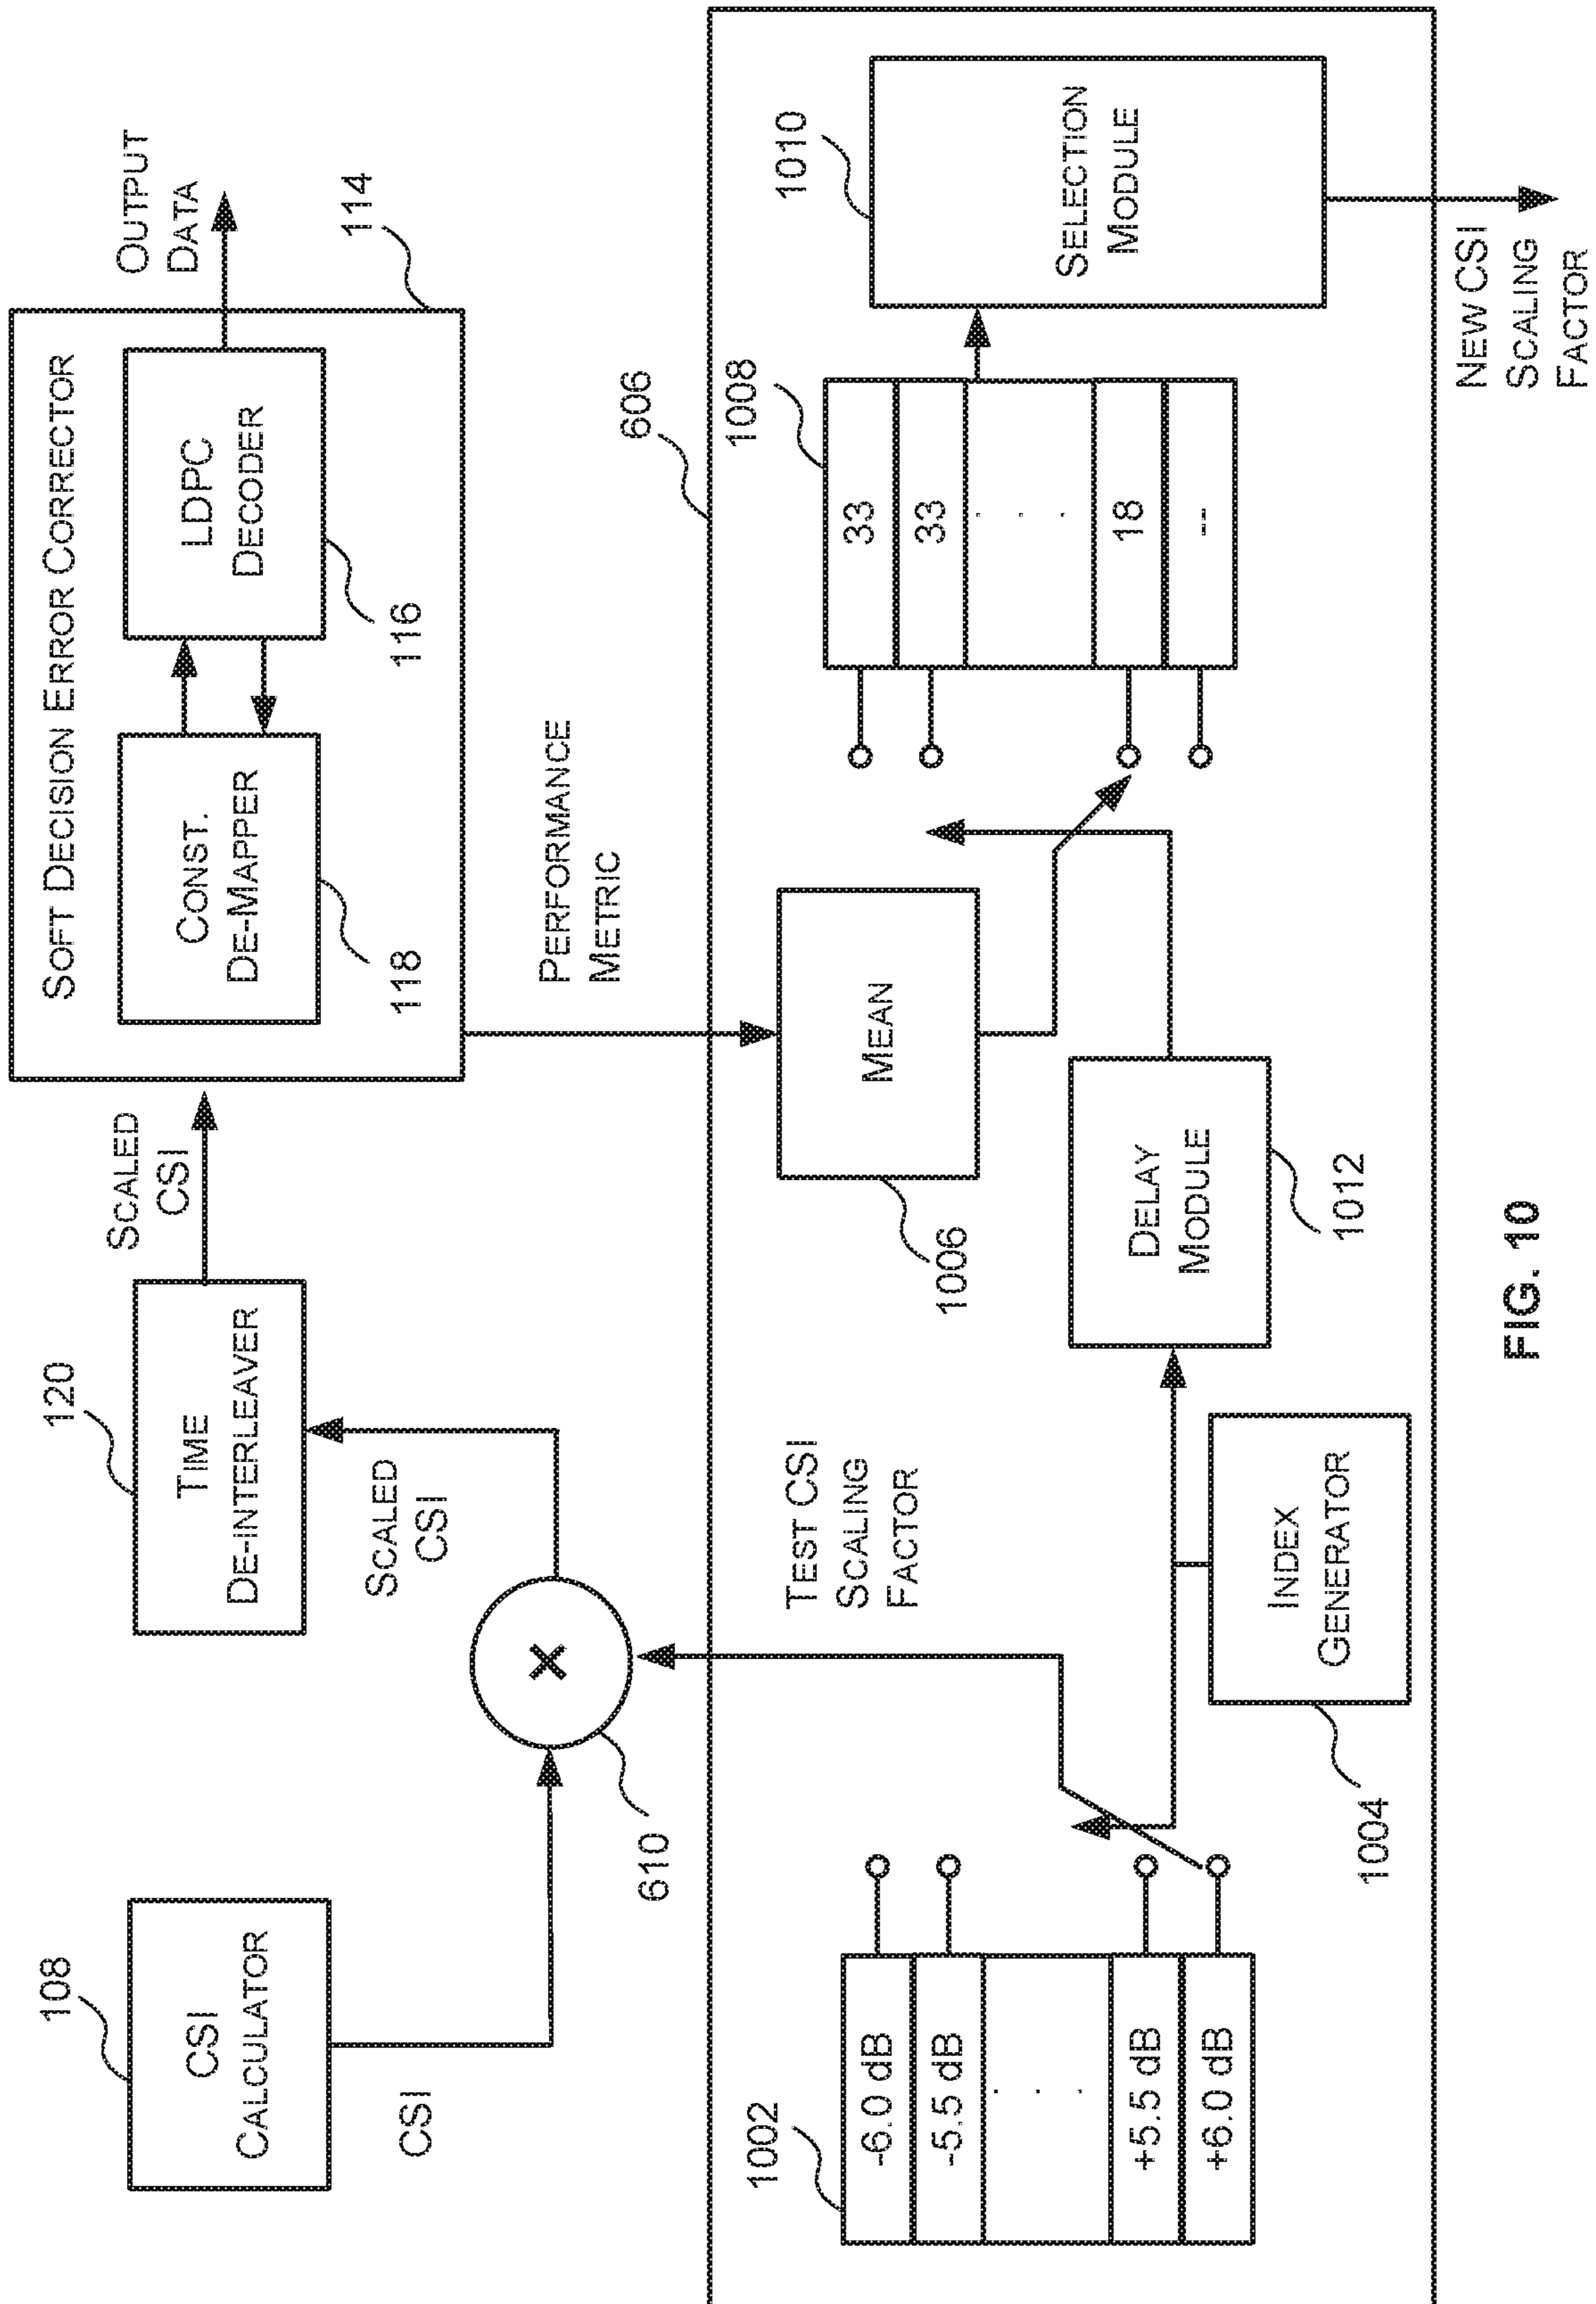 108
CSI
CALCULATOR
CSI
610
×
120
TIME
DE-INTERLEAVER
SCALED
CSI
SCALED
CSI
SOFT DECISION ERROR CORRECTOR
CONST.
DE-MAPPER
118
LDPC
DECODER
116
114
OUTPUT
DATA
PERFORMANCE
METRIC
606
TEST CSI
SCALING
FACTOR
1002
-6.0 dB
-5.5 dB
. . .
+5.5 dB
+6.0 dB
1004
INDEX
GENERATOR
1006
MEAN
DELAY
MODULE
1012
1008
33
33
. . .
18
--
1010
SELECTION
MODULE
NEW CSI
SCALING
FACTOR
FIG. 10